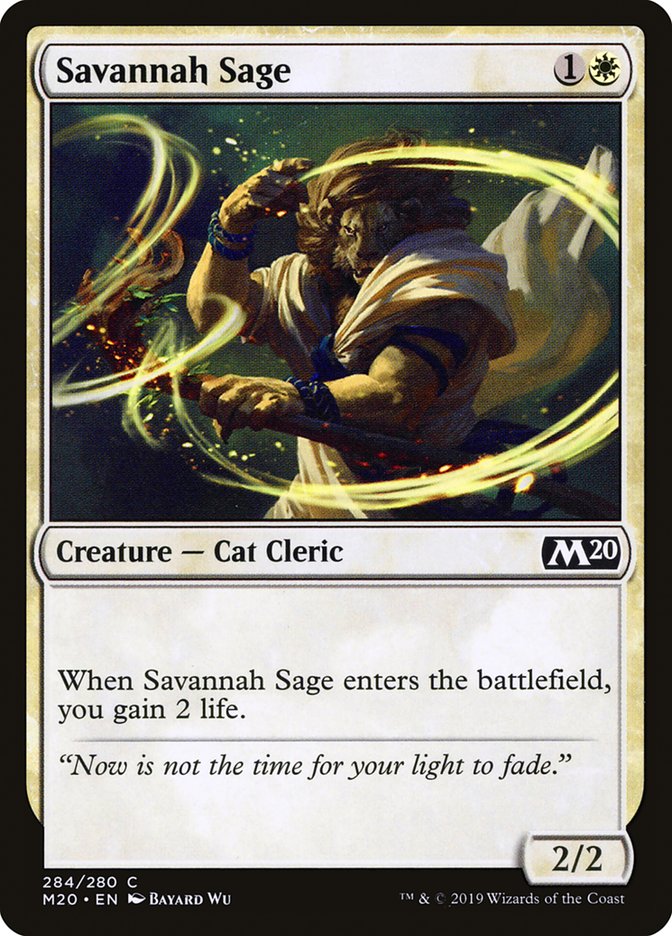 Savannah Sage 1
Creature — Cat Cleric M20
When Savannah Sage enters the battlefield,
you gain 2 life.
“Now is not the time for your light to fade.”
2/2
284/280 C
M20 • EN Bayard Wu
™ & © 2019 Wizards of the Coast